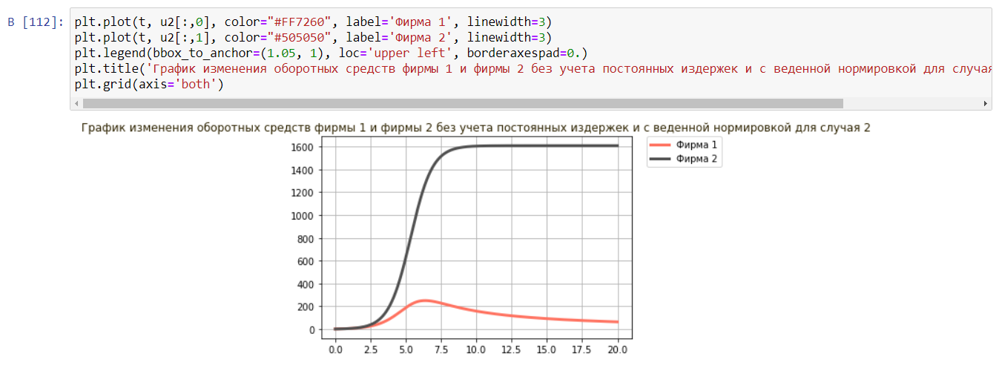 В [112]:
plt.plot(t, u2[:,0], color="#FF7260", label='Фирма 1', linewidth=3)
plt.plot(t, u2[:,1], color="#505050", label='Фирма 2', linewidth=3)
plt.legend(bbox_to_anchor=(1.05, 1), loc='upper left', borderaxespad=0.)
plt.title('График изменения оборотных средств фирмы 1 и фирмы 2 без учета постоянных издержек и с веденной нормировкой для случая
plt.grid(axis='both')
График изменения оборотных средств фирмы 1 и фирмы 2 без учета постоянных издержек и с веденной нормировкой для случая 2
Фирма 1
Фирма 2
1600
1400
1200
1000
800
600
400
200
0
0.0 2.5 5.0 7.5 10.0 12.5 15.0 17.5 20.0